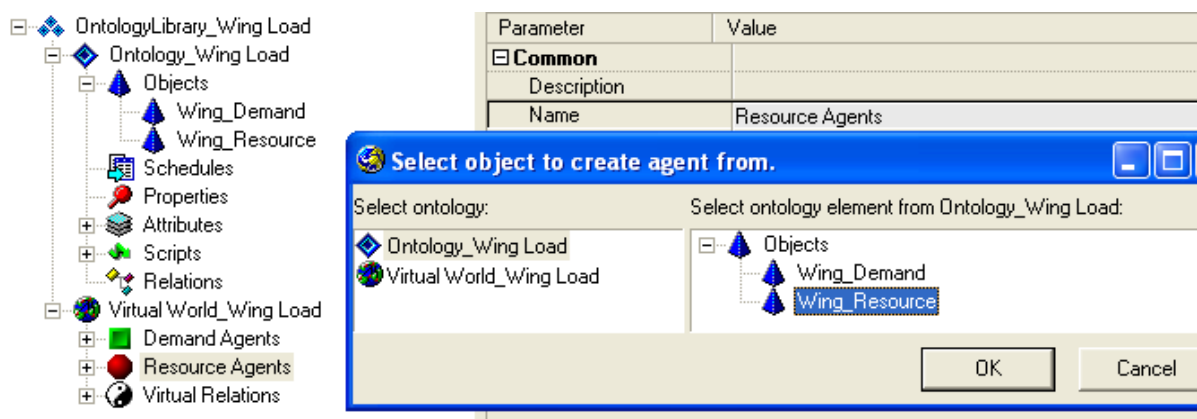 OntologyLibrary_Wing Load
Ontology_Wing Load
Objects
Wing_Demand
Wing_Resource
Schedules
Properties
Attributes
Scripts
Relations
Virtual World_Wing Load
Demand Agents
Resource Agents
Virtual Relations
Parameter Value
Common
Description
Name Resource Agents
Select object to create agent from.
Select ontology: Select ontology element from Ontology_Wing Load:
Ontology_Wing Load
Virtual World_Wing Load
Objects
Wing_Demand
Wing_Resource
OK Cancel